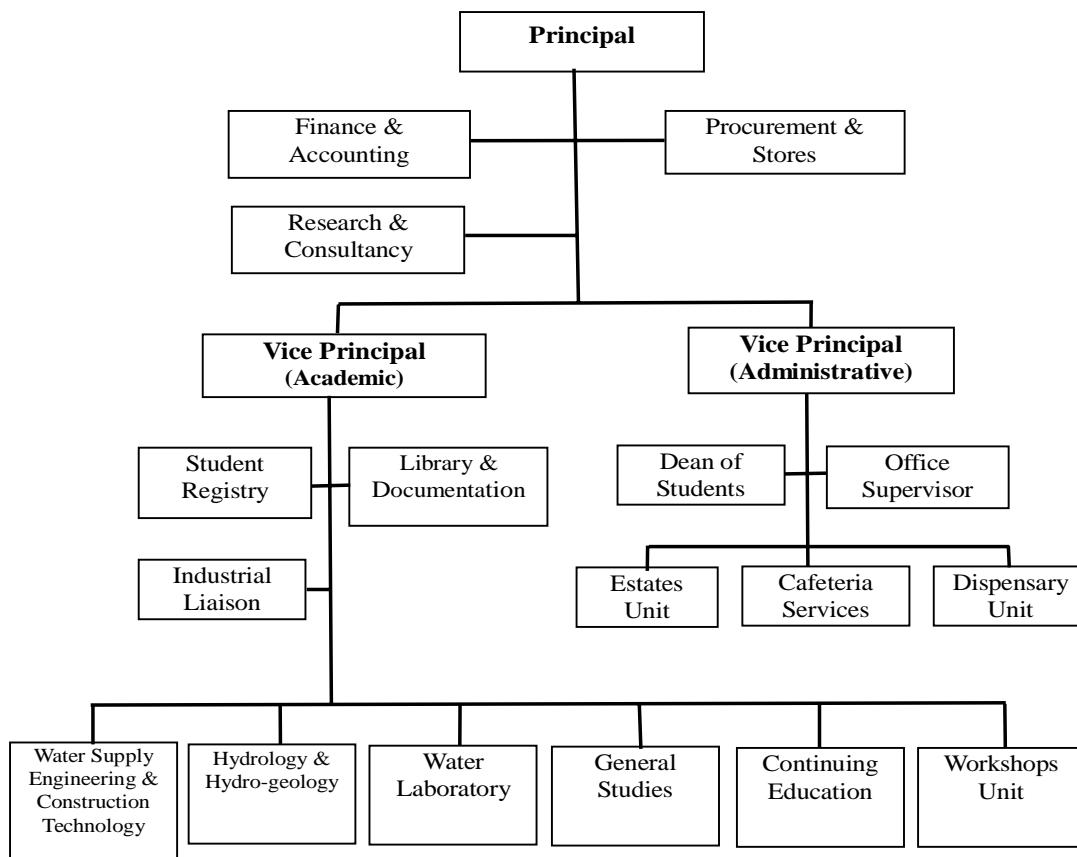 Principal
Finance &
Accounting
Procurement &
Stores
Research &
Consultancy
Vice Principal
(Academic)
Vice Principal
(Administrative)
Student
Registry
Library &
Documentation
Dean of
Students
Office
Supervisor
Industrial
Liaison
Estates
Unit
Cafeteria
Services
Dispensary
Unit
Water Supply
Engineering &
Construction
Technology
Hydrology &
Hydro-geology
Water
Laboratory
General
Studies
Continuing
Education
Workshops
Unit